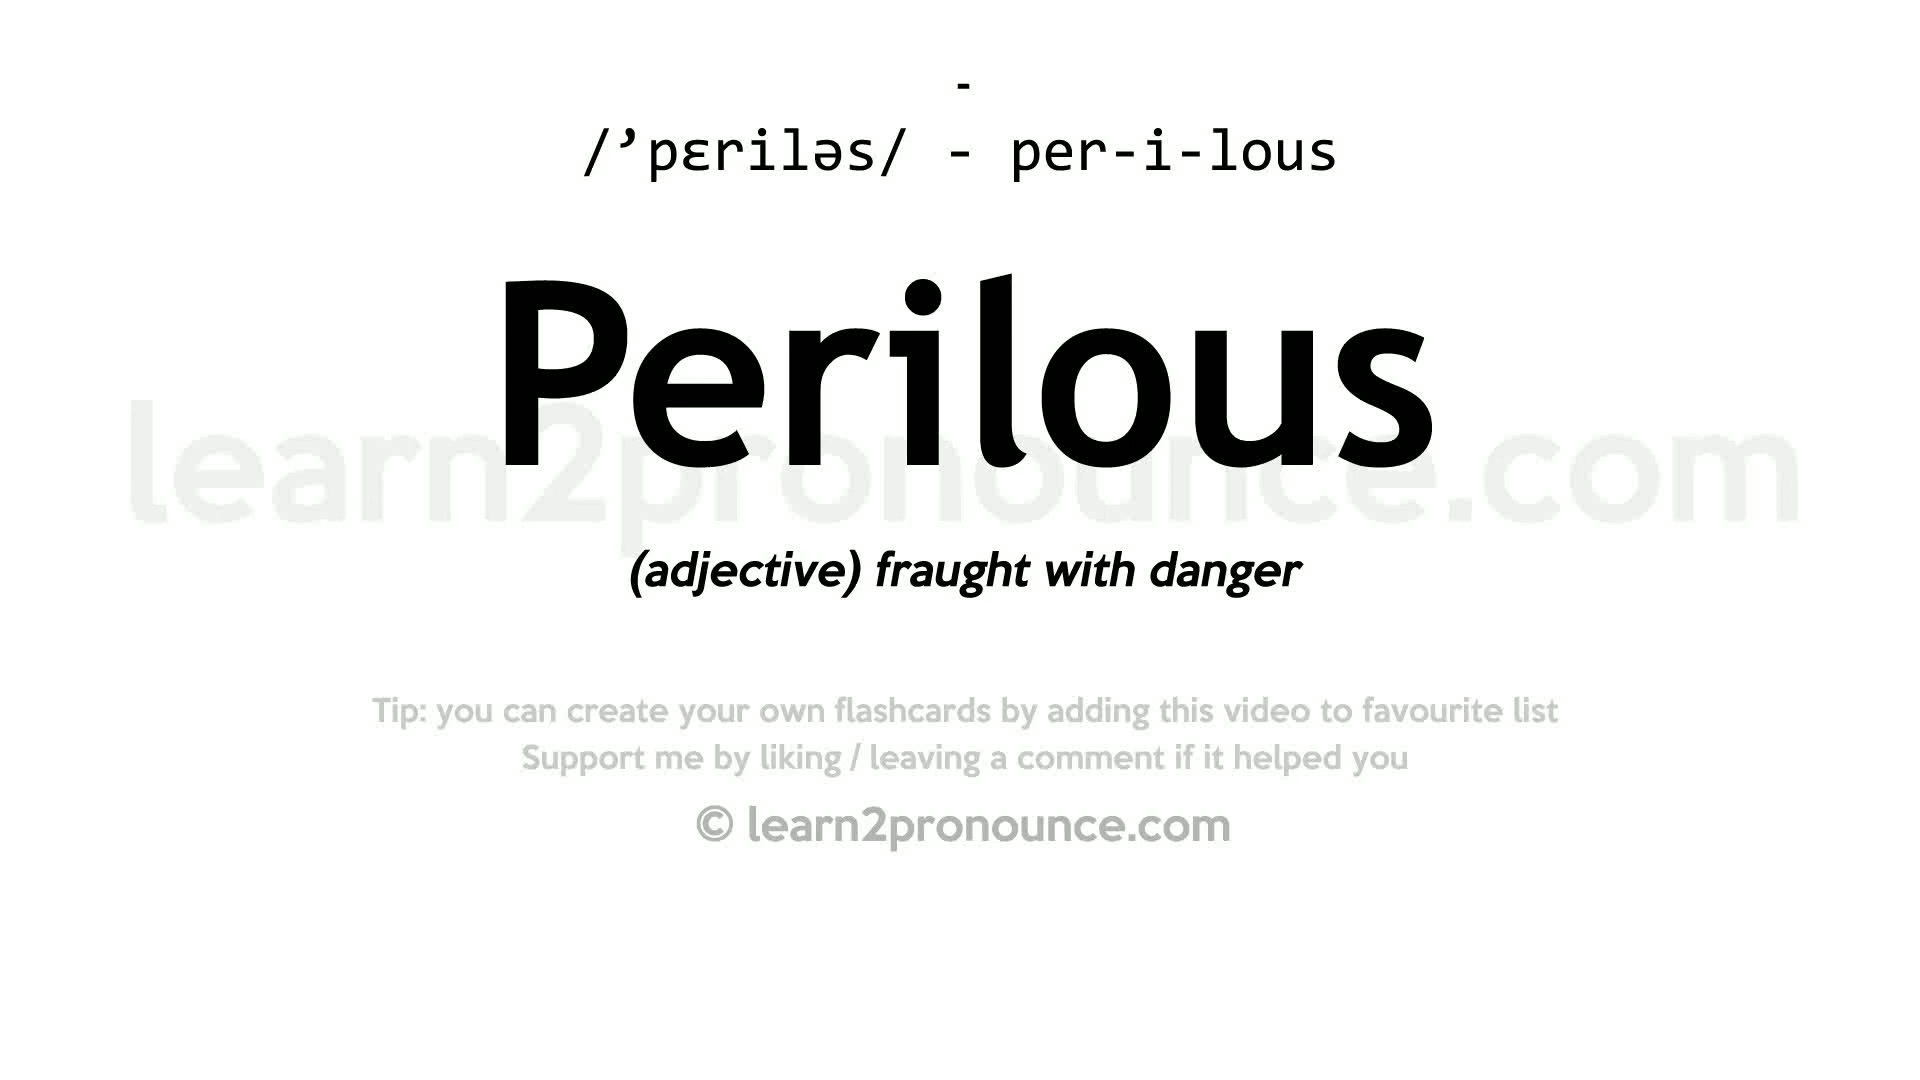 -
/’pɛriləs/ - per-i-lous
Perilous
learn2pronounce.com
(adjective) fraught with danger
Tip: you can create your own flashcards by adding this video to favourite list
Support me by liking / leaving a comment if it helped you
© learn2pronounce.com